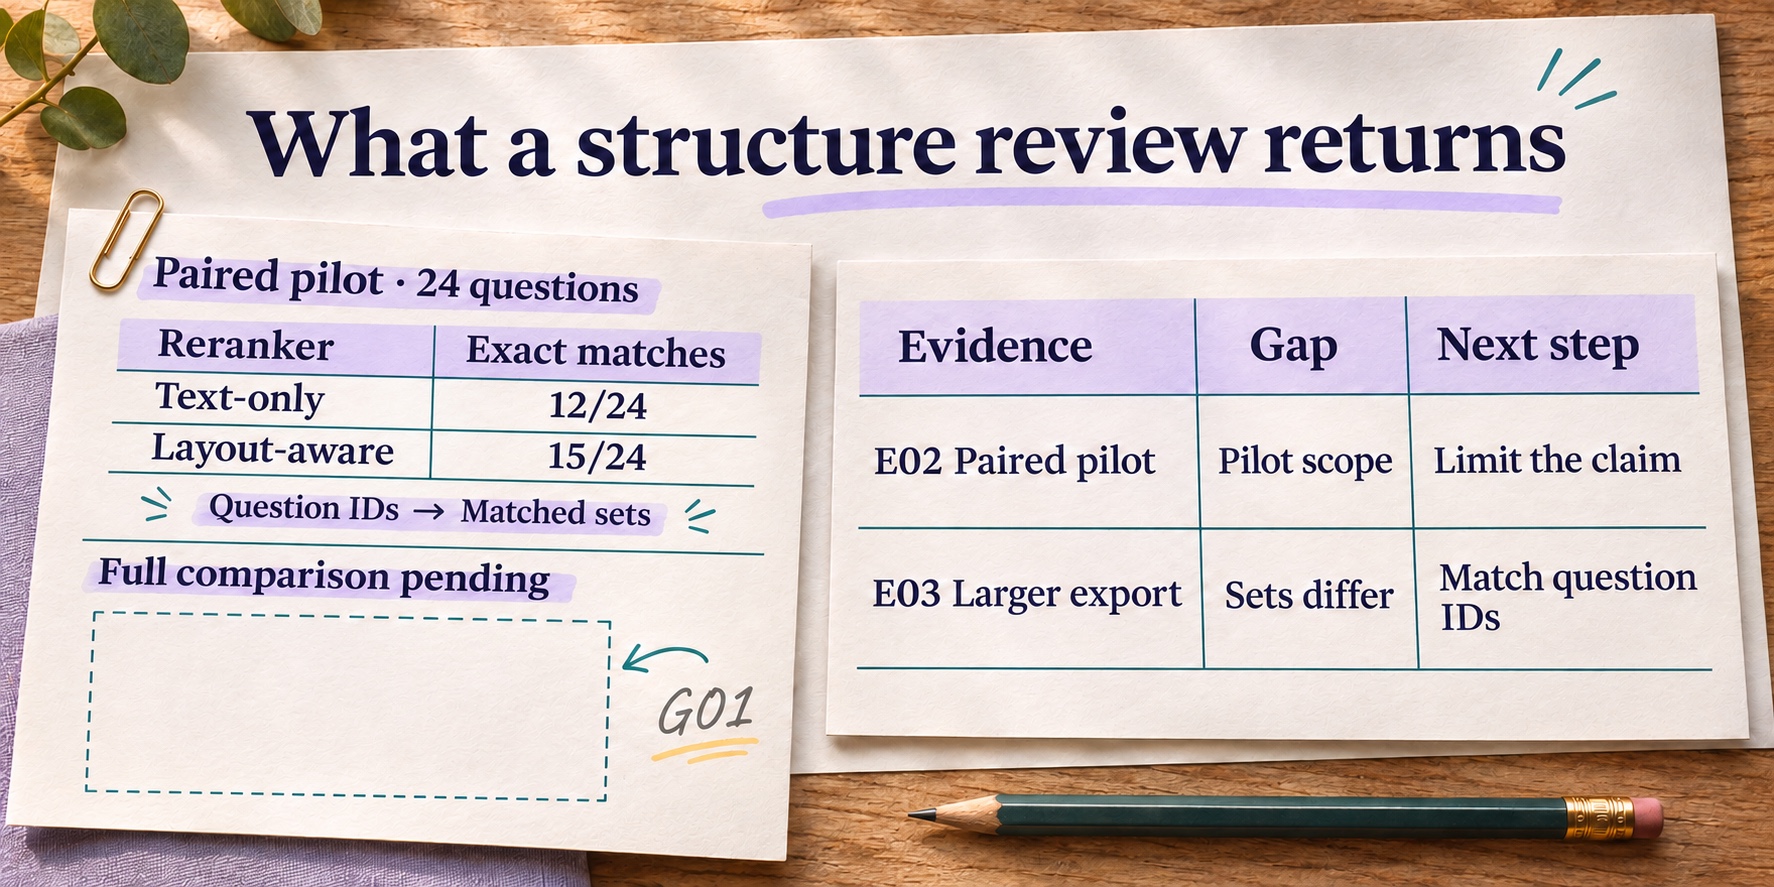 What a structure review returns
Paired pilot · 24 questions
Reranker Exact matches
Text-only 12/24
Layout-aware 15/24
Question IDs → Matched sets
Full comparison pending
G01
Evidence Gap Next step
E02 Paired pilot Pilot scope Limit the claim
E03 Larger export Sets differ Match question
IDs